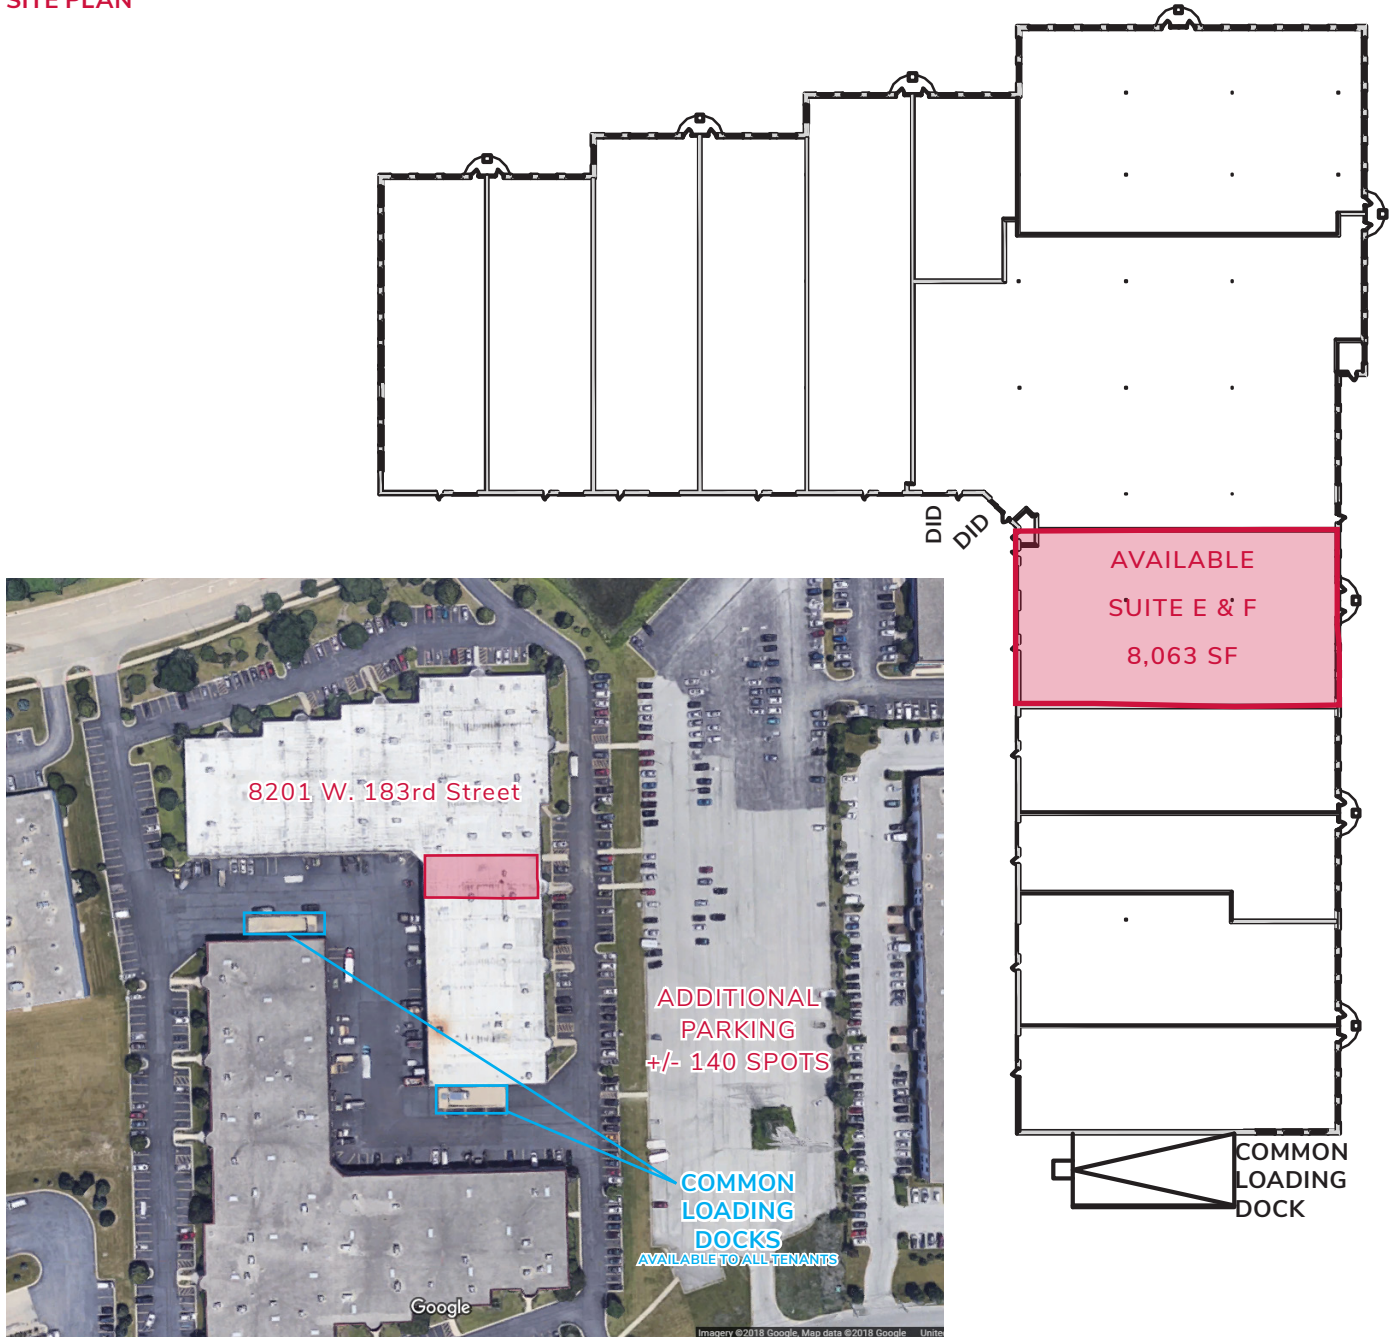 SITE PLAN
DID
DID
AVAILABLE
SUITE E & F
8,063 SF
8201 W. 183rd Street
ADDITIONAL
PARKING
+/- 140 SPOTS
COMMON
LOADING
DOCKS
AVAILABLE TO ALL TENANTS
COMMON
LOADING
DOCK
Google
Imagery ©2018 Google, Map data ©2018 Google Unite